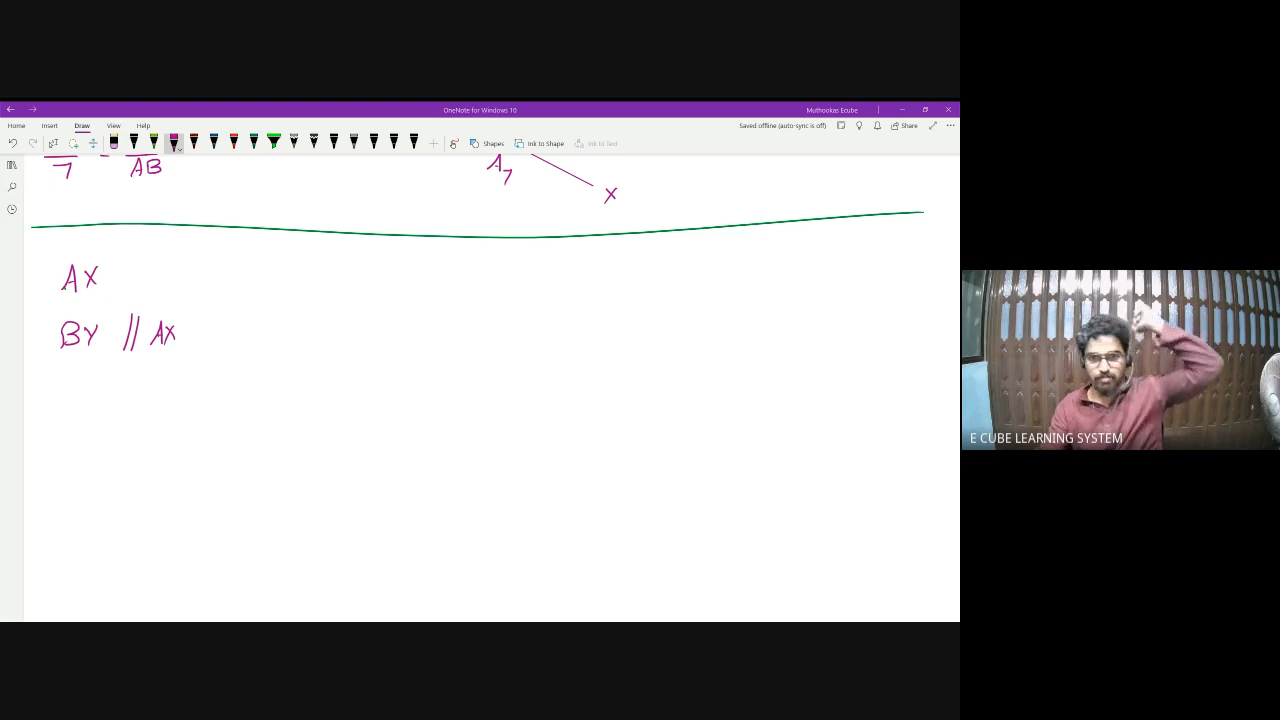 OneNote for Windows 10
Muthookas Ecube
Home Insert Draw View Help
Saved offline (auto-sync is off) Share
Shapes Ink to Shape Ink to Text
7 = AB
A7
X
AX
BY // AX
E CUBE LEARNING SYSTEM